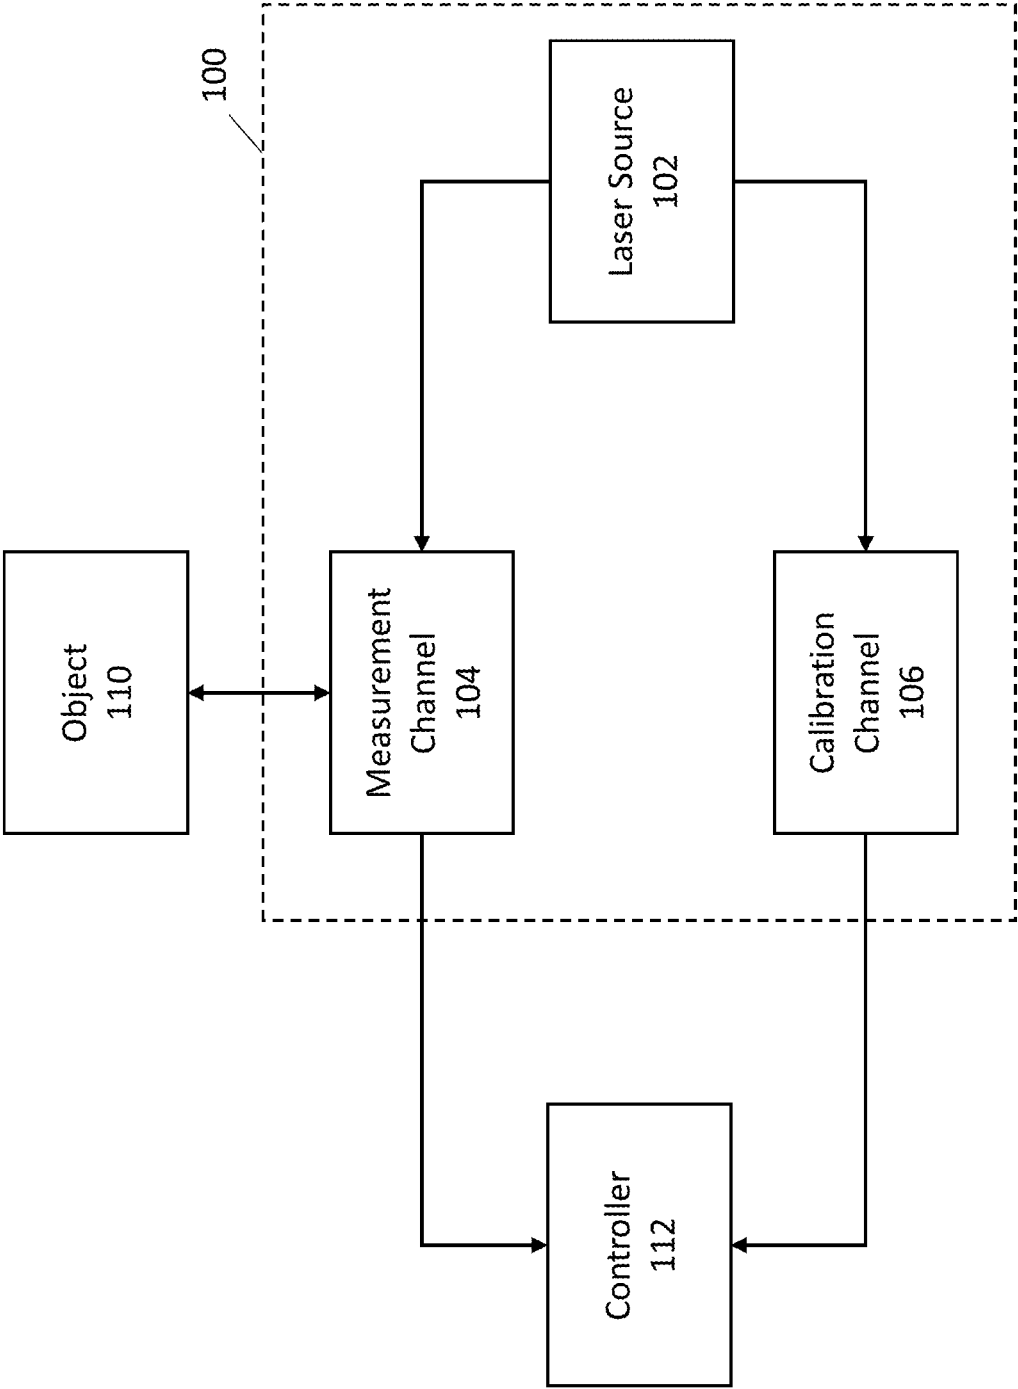 100
Object
110
Measurement
Channel
104
Laser Source
102
Controller
112
Calibration
Channel
106